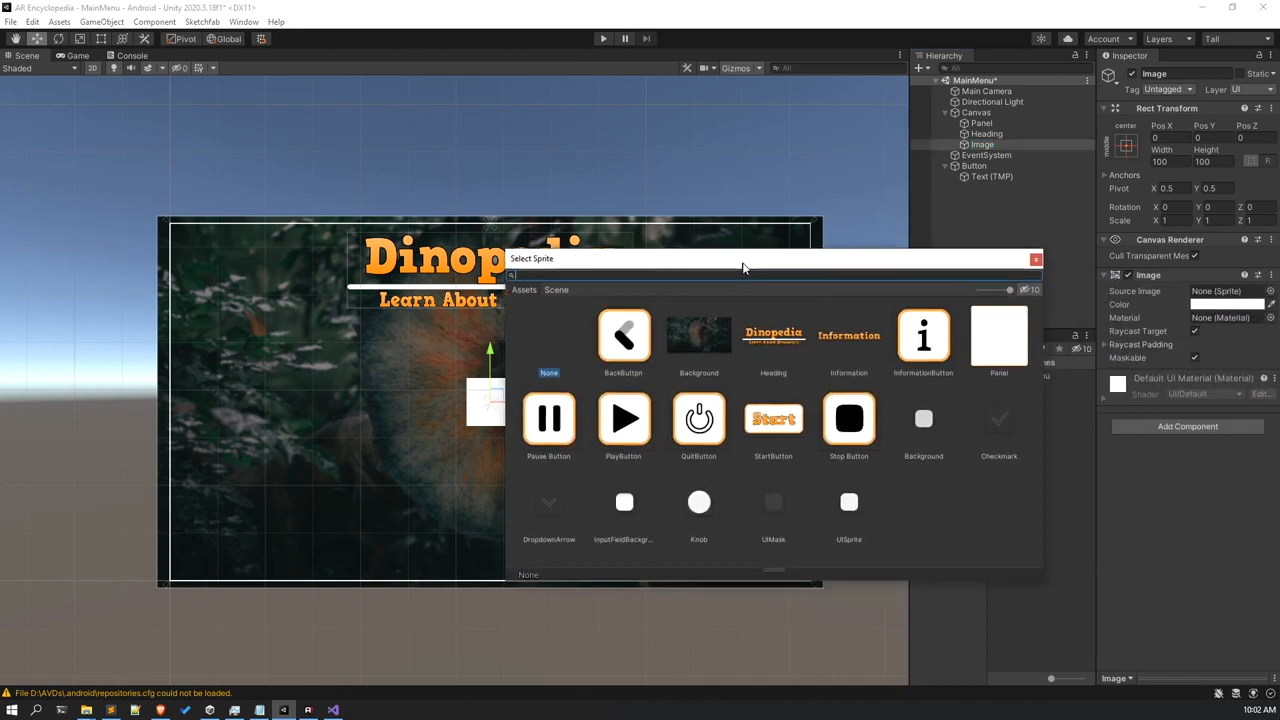 AR Encyclopedia - MainMenu - Android - Unity 2020.3.18f1* <DX11>
File Edit Assets GameObject Component Sketchfab Window Help
Pivot Global Account Layers Tall
Scene Game Console
Shaded 2D 0 Gizmos All
Dinop
Learn About
Select Sprite
Assets Scene 10
None BackButtpn Background Heading Information InformationButton Panel
Dinopedia Information
Pause Button PlayButton QuitButton StartButton Stop Button Background Checkmark
Start
DropdownArrow InputFieldBackgr... Knob UIMask UISprite
None
Hierarchy
All
MainMenu*
Main Camera
Directional Light
Canvas
Panel
Heading
Image
EventSystem
Button
Text (TMP)
10
Inspector
Image Static
Tag Untagged Layer UI
Rect Transform
center Pos X Pos Y Pos Z
middle 0 0 0
Width Height
100 100 R
Anchors
Pivot X 0.5 Y 0.5
Rotation X 0 Y 0 Z 0
Scale X 1 Y 1 Z 1
Canvas Renderer
Cull Transparent Mes
Image
Source Image None (Sprite)
Color
Material None (Material)
Raycast Target
Raycast Padding
Maskable
Default UI Material (Material)
Shader UI/Default Edit...
Add Component
Image
File D:\AVDs\.android\repositories.cfg could not be loaded.
10:02 AM